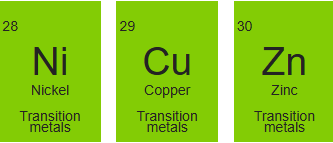 28 29 30
Ni Cu Zn
Nickel Copper Zinc
Transition Transition Transition
metals metals metals